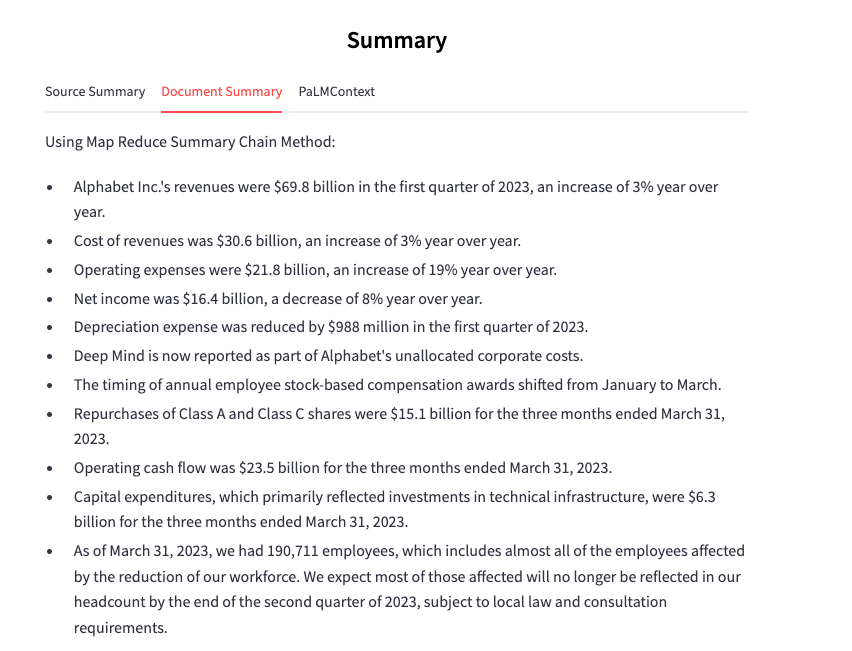 Summary
Source Summary Document Summary PaLMContext
Using Map Reduce Summary Chain Method:
• Alphabet Inc.'s revenues were $69.8 billion in the first quarter of 2023, an increase of 3% year over
year.
• Cost of revenues was $30.6 billion, an increase of 3% year over year.
• Operating expenses were $21.8 billion, an increase of 19% year over year.
• Net income was $16.4 billion, a decrease of 8% year over year.
• Depreciation expense was reduced by $988 million in the first quarter of 2023.
• Deep Mind is now reported as part of Alphabet's unallocated corporate costs.
• The timing of annual employee stock-based compensation awards shifted from January to March.
• Repurchases of Class A and Class C shares were $15.1 billion for the three months ended March 31,
2023.
• Operating cash flow was $23.5 billion for the three months ended March 31, 2023.
• Capital expenditures, which primarily reflected investments in technical infrastructure, were $6.3
billion for the three months ended March 31, 2023.
• As of March 31, 2023, we had 190,711 employees, which includes almost all of the employees affected
by the reduction of our workforce. We expect most of those affected will no longer be reflected in our
headcount by the end of the second quarter of 2023, subject to local law and consultation
requirements.